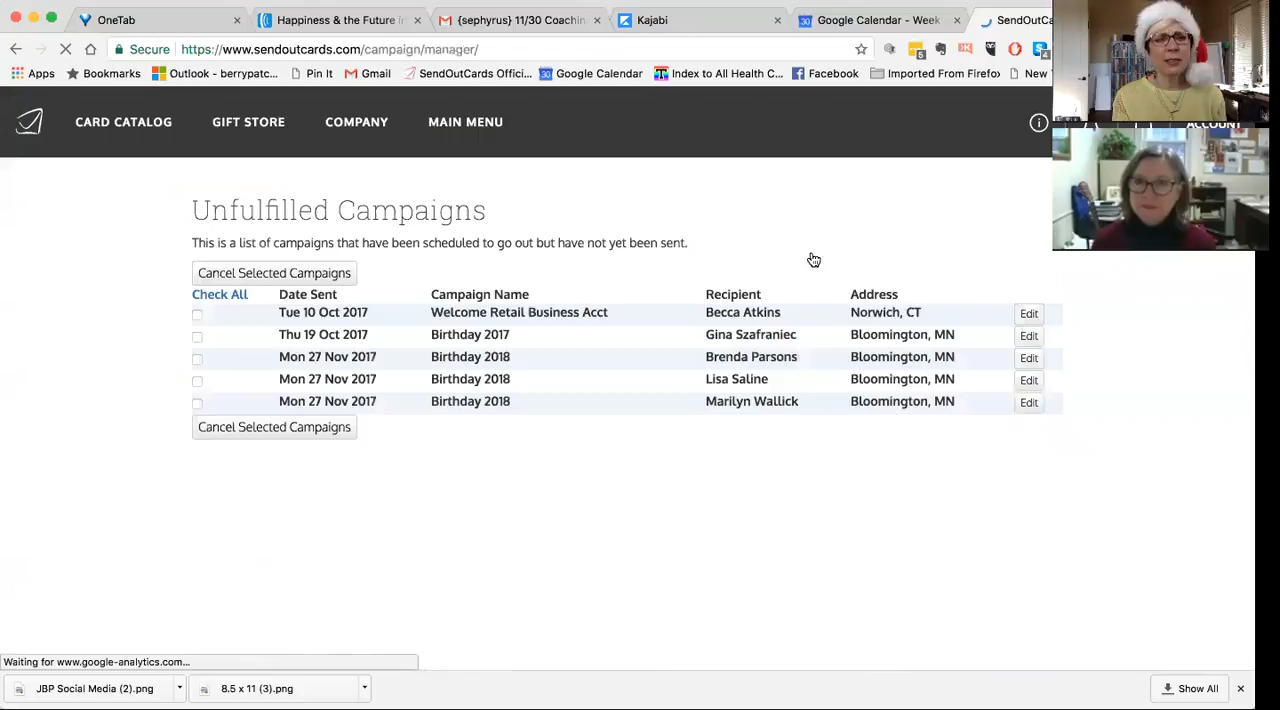 OneTab
Happiness & the Future in
{sephyrus} 11/30 Coachin
Kajabi
Google Calendar - Week
SendOutCa
Secure https://www.sendoutcards.com/campaign/manager/
Apps Bookmarks Outlook - berrypatc... Pin It Gmail SendOutCards Offici... Google Calendar Index to All Health C... Facebook Imported From Firefox New
CARD CATALOG GIFT STORE COMPANY MAIN MENU ACCOUNT
Unfulfilled Campaigns
This is a list of campaigns that have been scheduled to go out but have not yet been sent.
Cancel Selected Campaigns
Check All Date Sent Campaign Name Recipient Address
Tue 10 Oct 2017 Welcome Retail Business Acct Becca Atkins Norwich, CT Edit
Thu 19 Oct 2017 Birthday 2017 Gina Szafraniec Bloomington, MN Edit
Mon 27 Nov 2017 Birthday 2018 Brenda Parsons Bloomington, MN Edit
Mon 27 Nov 2017 Birthday 2018 Lisa Saline Bloomington, MN Edit
Mon 27 Nov 2017 Birthday 2018 Marilyn Wallick Bloomington, MN Edit
Cancel Selected Campaigns
Waiting for www.google-analytics.com...
JBP Social Media (2).png 8.5 x 11 (3).png Show All